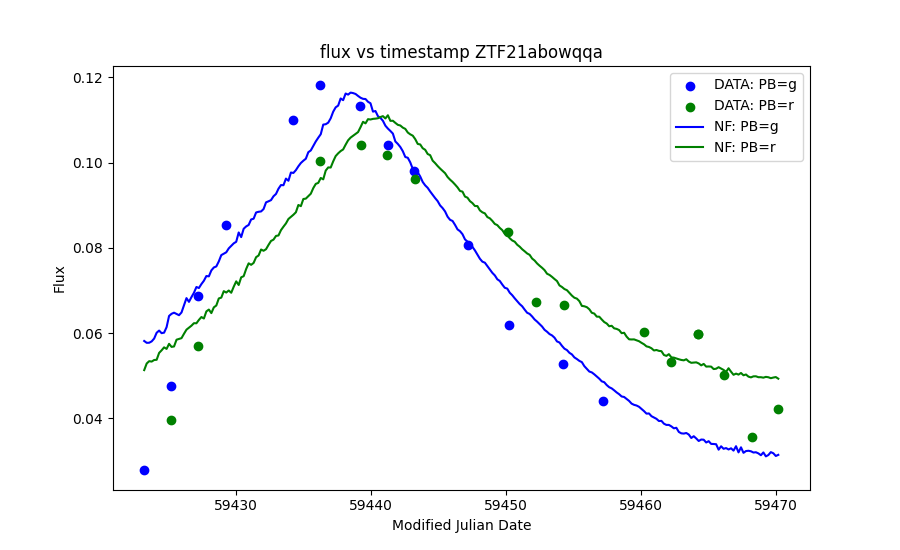 flux vs timestamp ZTF21abowqqa
0.12
0.10
0.08
0.06
0.04
Flux
DATA: PB=g
DATA: PB=r
NF: PB=g
NF: PB=r
59430
59440
59450
59460
59470
Modified Julian Date